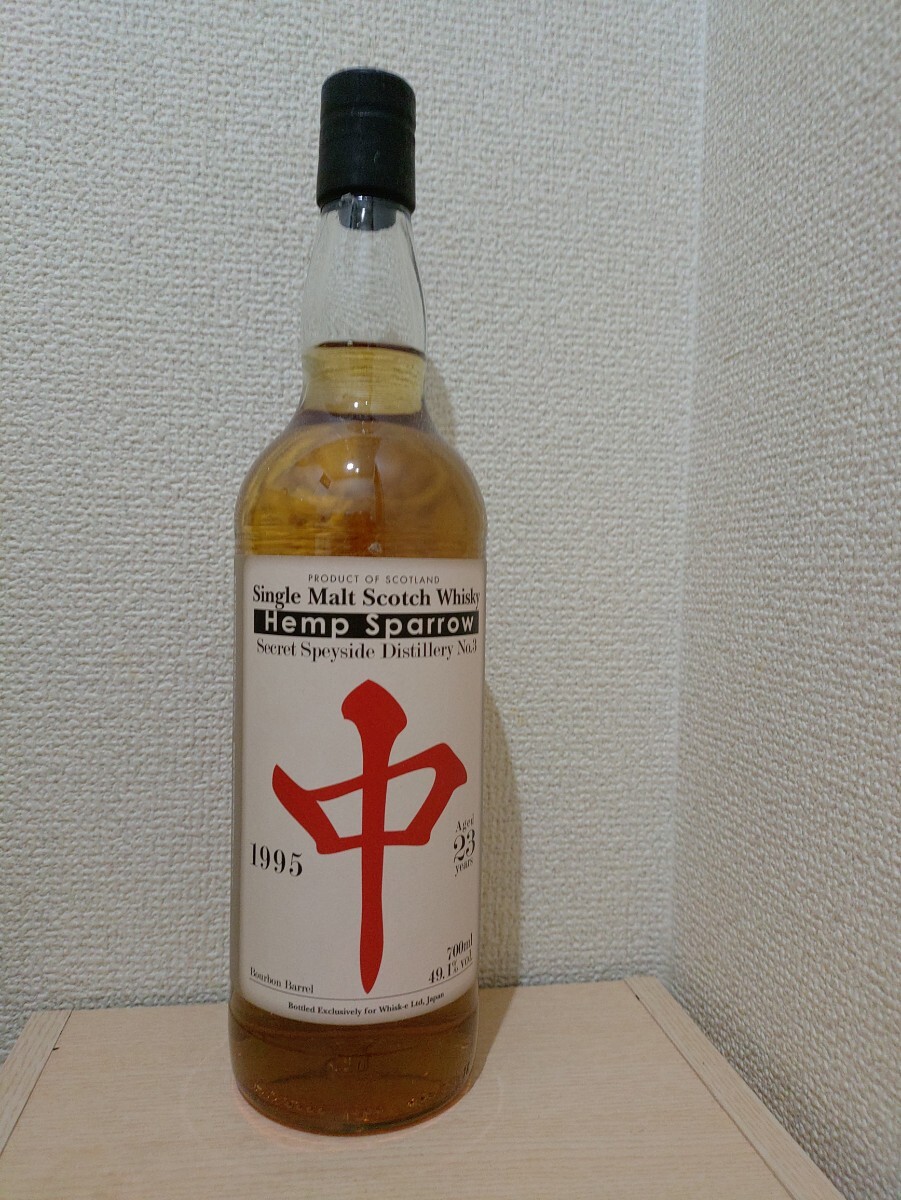 PRODUCT OF SCOTLAND
Single Malt Scotch Whisky
Hemp Sparrow
Secret Speyside Distillery No.3
中
1995
Aged
23
years
700ml
49.1% vol
Bourbon Barrel
Bottled Exclusively for Whisk-e Ltd, Japan